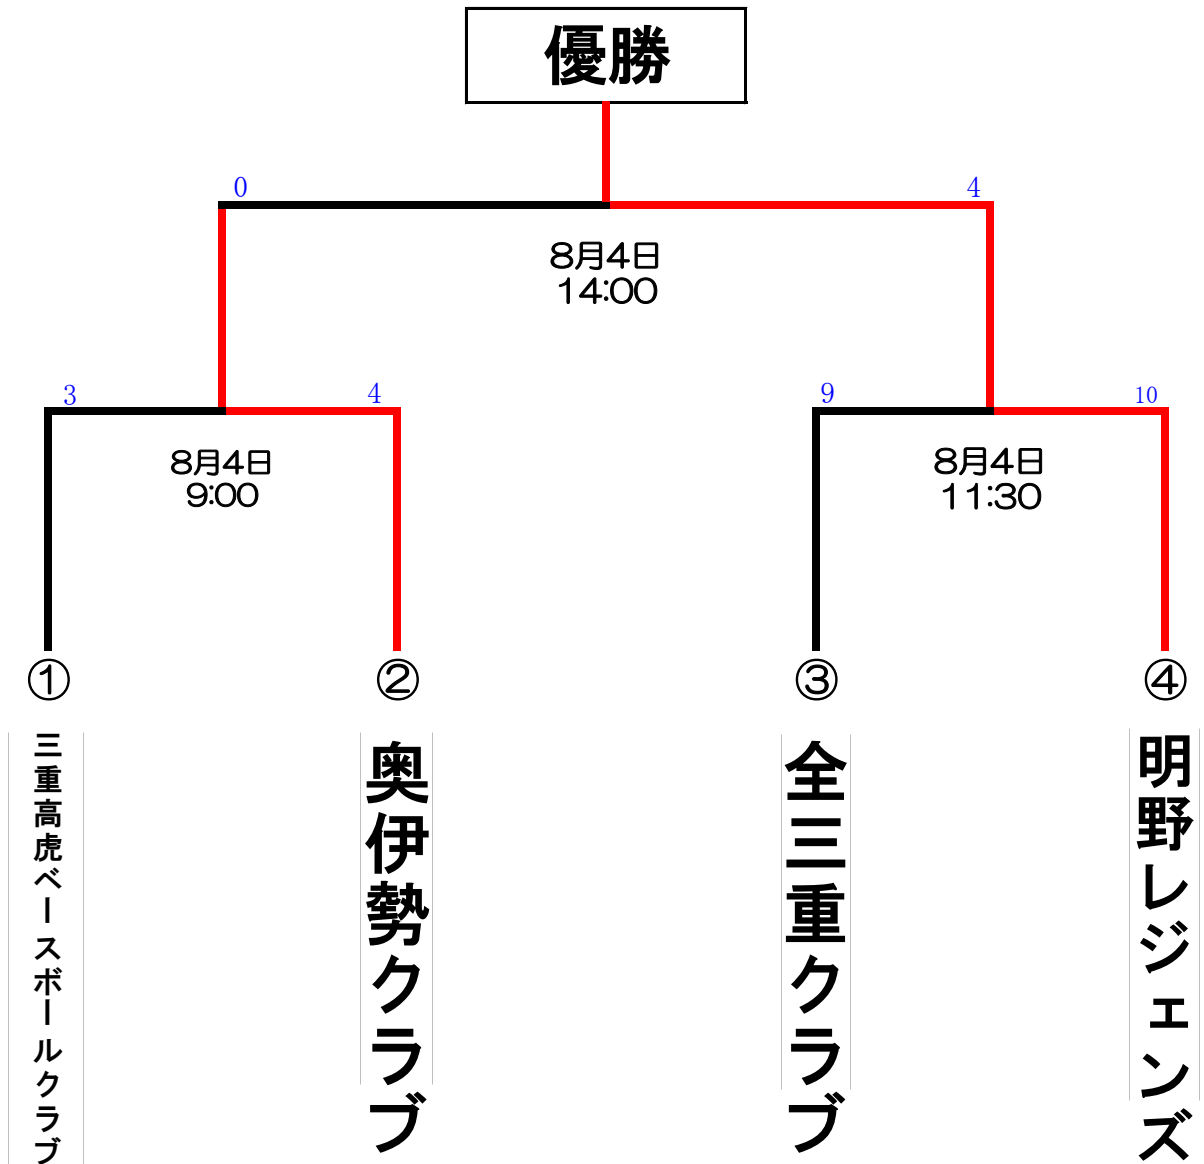 優勝
0
4
8月4日
14:00
3
4
9
10
8月4日
9:00
8月4日
11:30
①
②
③
④
三重高虎ベースボールクラブ
奥伊勢クラブ
全三重クラブ
明野レジェンズ